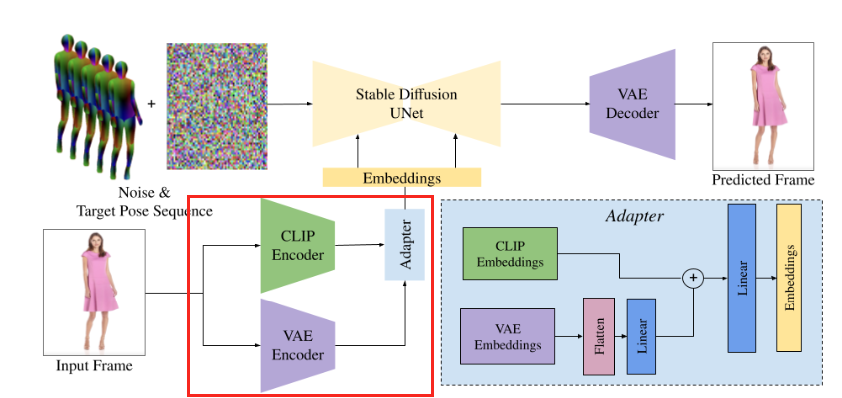 +
Stable Diffusion
UNet
VAE
Decoder
Embeddings
Predicted Frame
Noise &
Target Pose Sequence
CLIP
Encoder
Adapter
VAE
Encoder
Input Frame
Adapter
CLIP
Embeddings
+
VAE
Embeddings
Flatten
Linear
Linear
Embeddings